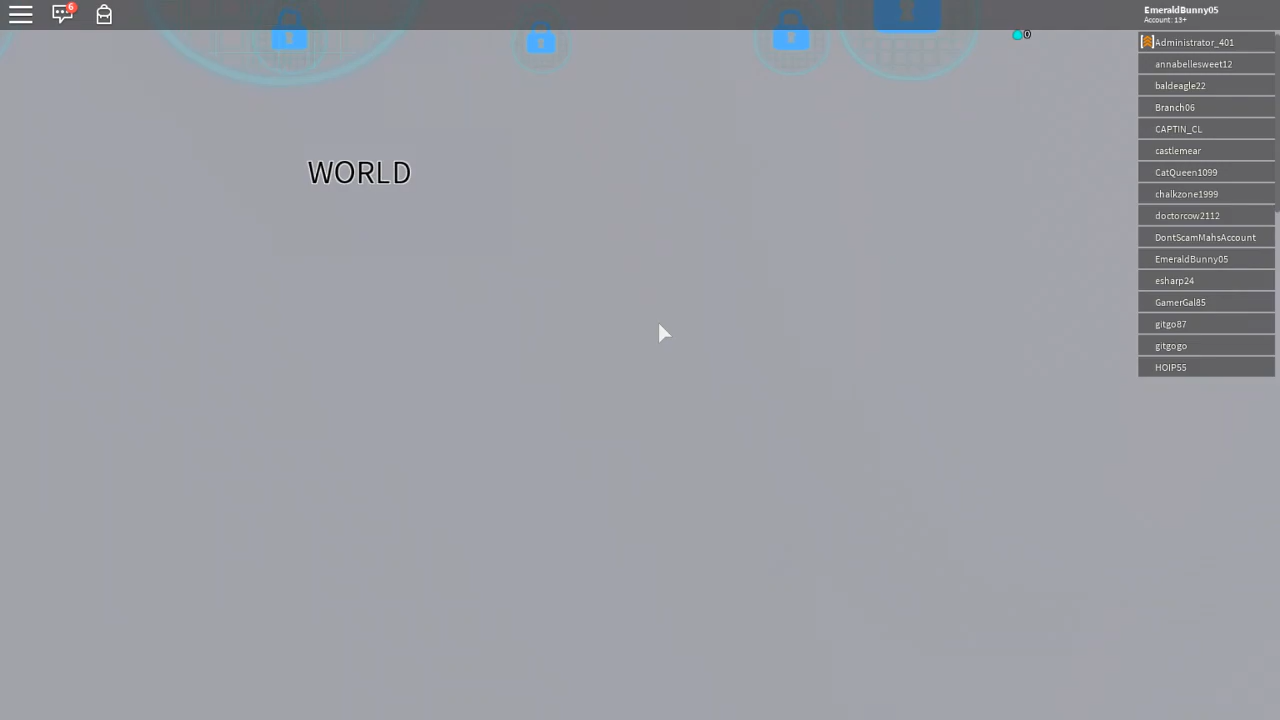 6
EmeraldBunny05
Account: 13+
0
Administrator_401
annabellesweet12
baldeagle22
Branch06
CAPTIN_CL
castlemear
CatQueen1099
chalkzone1999
doctorcow2112
DontScamMahsAccount
EmeraldBunny05
esharp24
GamerGal85
gitgo87
gitgogo
HOIP55
WORLD